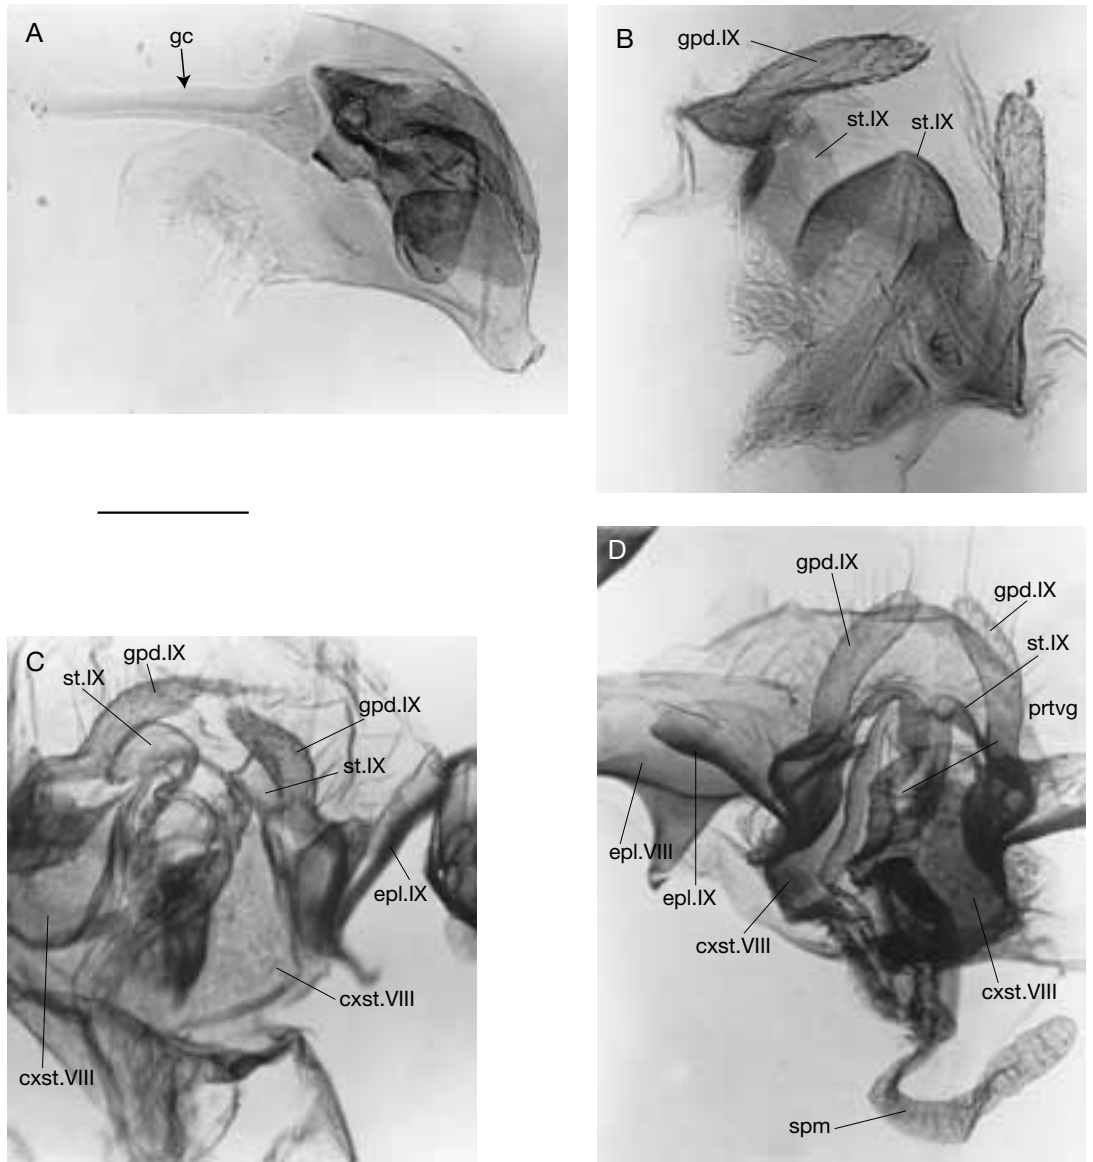 A
gc
B
gpd.IX
st.IX
st.IX
C
gpd.IX
st.IX
gpd.IX
st.IX
epl.IX
cxst.VIII
cxst.VIII
D
gpd.IX
gpd.IX
st.IX
prtvg
epl.VIII
epl.IX
cxst.VIII
cxst.VIII
spm